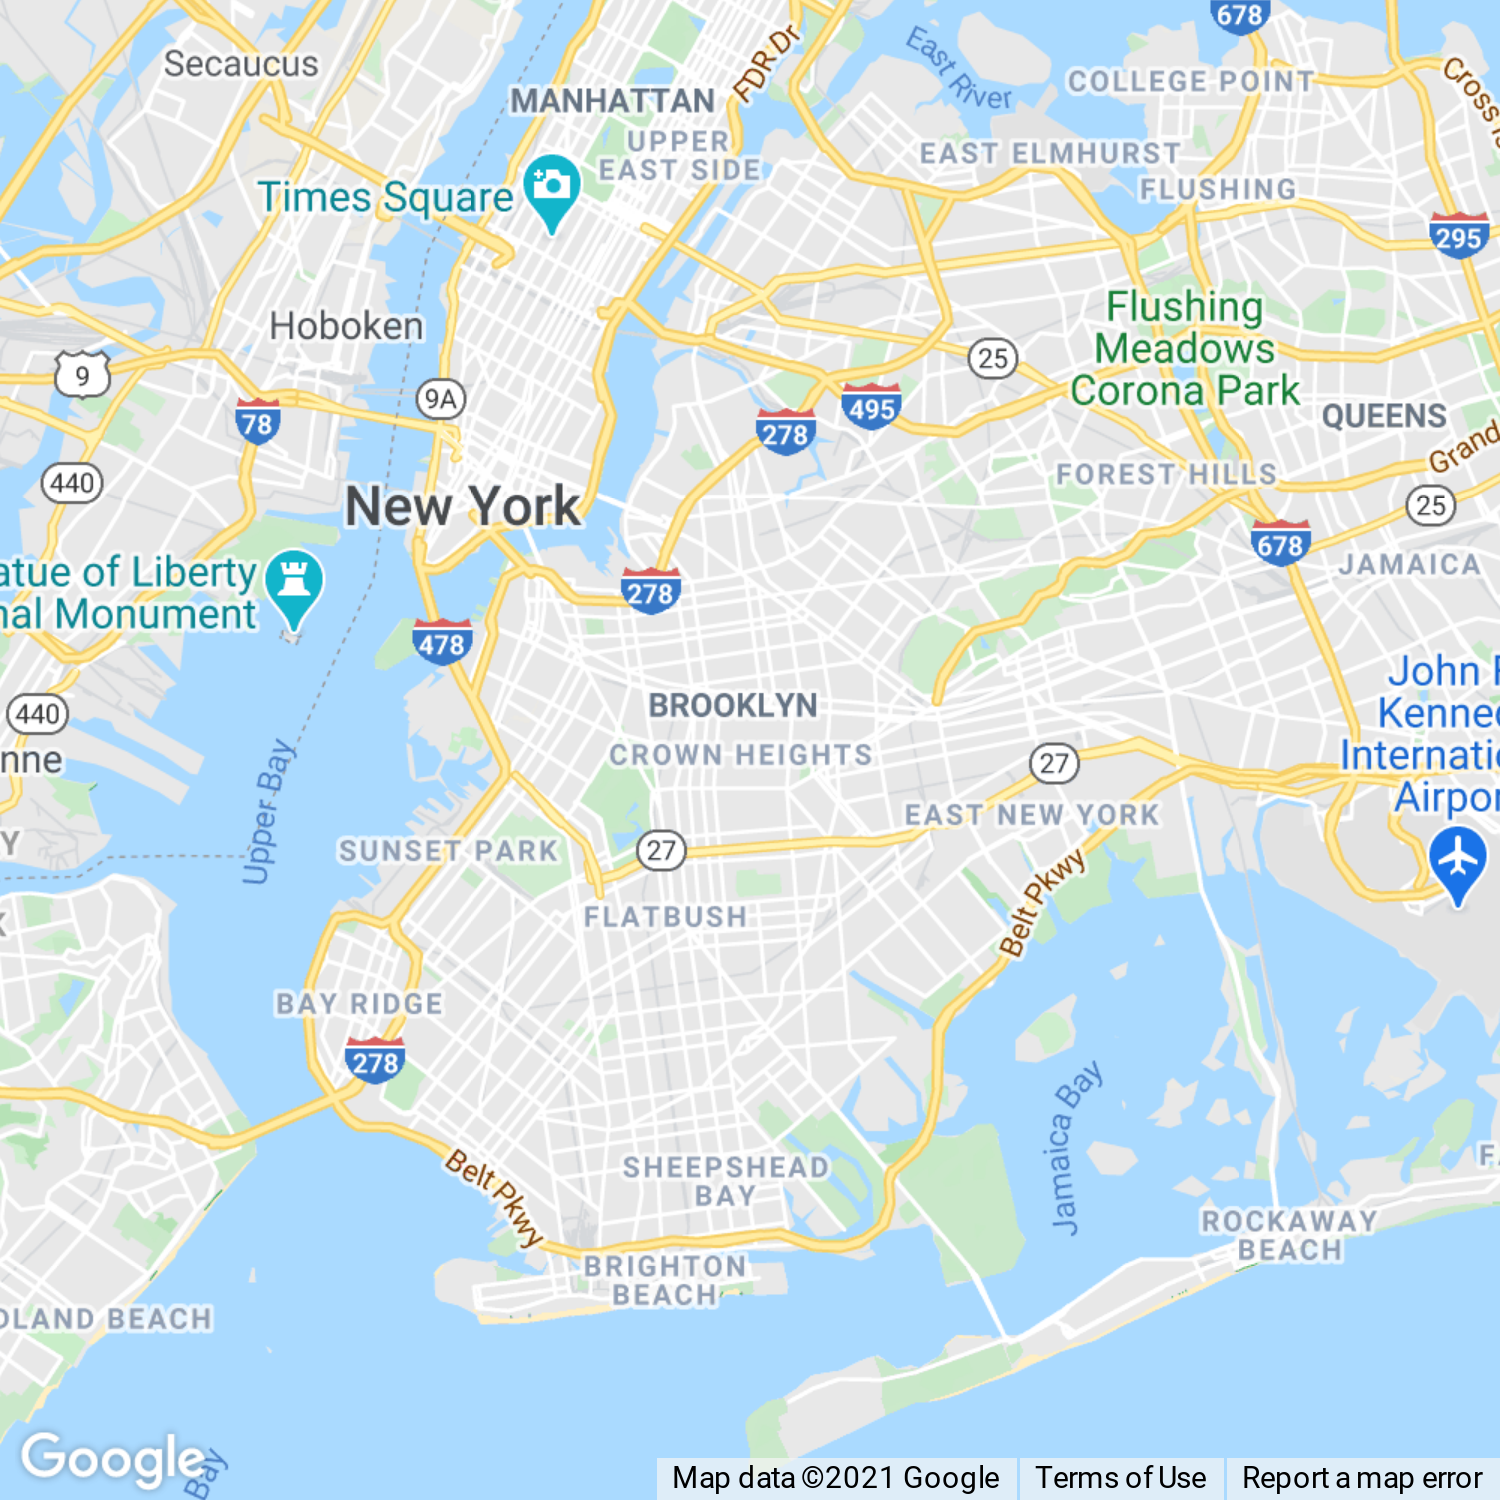 678
Secaucus
East River
COLLEGE POINT
Cross Is
MANHATTAN
FDR Dr
UPPER
EAST SIDE
EAST ELMHURST
FLUSHING
Times Square
295
Flushing
Meadows
Corona Park
Hoboken
25
9
9A
495
78
278
QUEENS
Grand
440
New York
FOREST HILLS
25
678
JAMAICA
atue of Liberty
nal Monument
278
478
John F
Kenned
Internatio
Airpor
440
BROOKLYN
nne
CROWN HEIGHTS
27
Upper Bay
EAST NEW YORK
Y
SUNSET PARK
27
Belt Pkwy
K
FLATBUSH
BAY RIDGE
278
Jamaica Bay
Belt Pkwy
SHEEPSHEAD
BAY
FA
ROCKAWAY
BEACH
BRIGHTON
BEACH
DLAND BEACH
Google
Bay
Map data ©2021 Google
Terms of Use
Report a map error